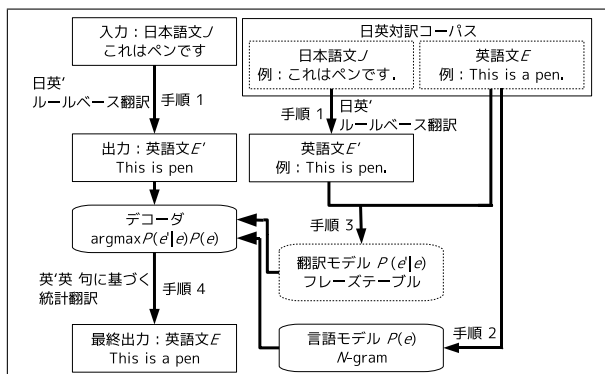 入力：日本語文J
これはペンです
日英′
ルールベース翻訳
手順 1
出力：英語文E′
This is pen
デコーダ
argmaxP(e′|e)P(e)
英′英 句に基づく
統計翻訳
手順 4
最終出力：英語文E
This is a pen
日英対訳コーパス
日本語文J
例：これはペンです．
英語文E
例：This is a pen.
手順 1
日英′
ルールベース翻訳
英語文E′
例：This is pen.
手順 3
翻訳モデル P(e′|e)
フレーズテーブル
手順 2
言語モデル P(e)
N-gram